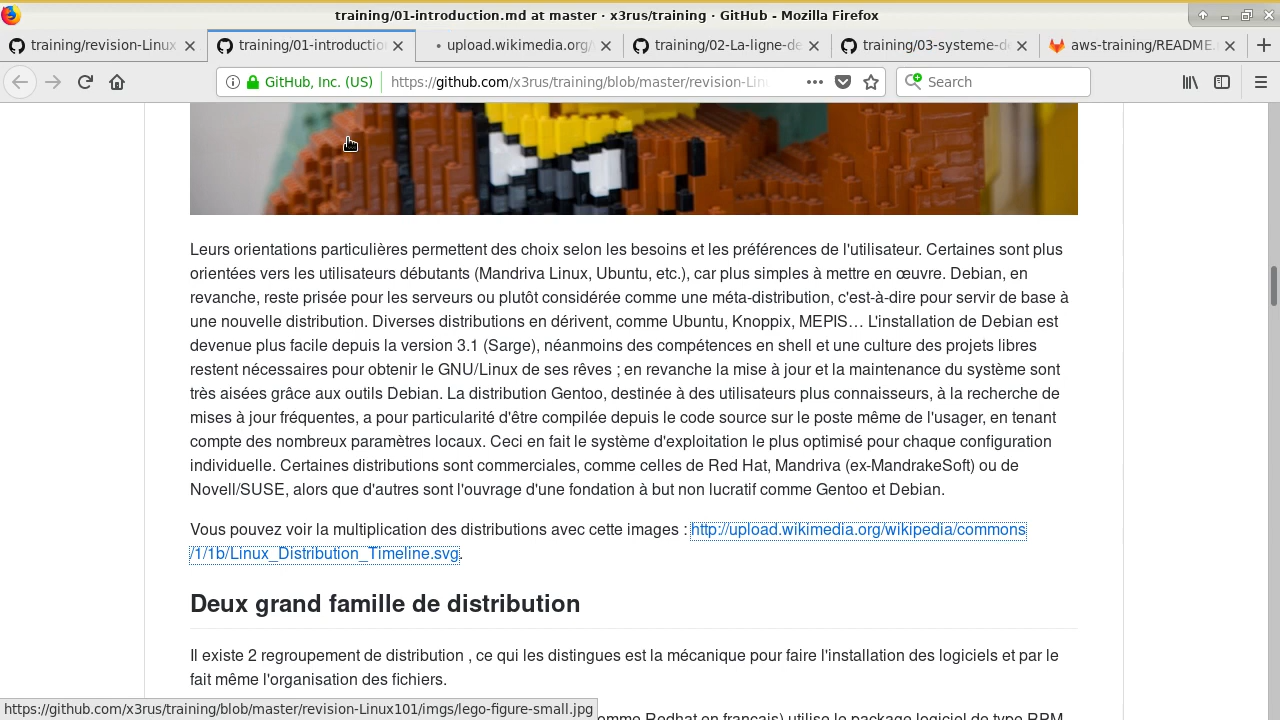 training/01-introduction.md at master · x3rus/training · GitHub - Mozilla Firefox
training/revision-Linux
training/01-introductio
upload.wikimedia.org/
training/02-La-ligne-de
training/03-systeme-d
aws-training/README.
GitHub, Inc. (US)
https://github.com/x3rus/training/blob/master/revision-Lin
Search
Leurs orientations particulières permettent des choix selon les besoins et les préférences de l'utilisateur. Certaines sont plus
orientées vers les utilisateurs débutants (Mandriva Linux, Ubuntu, etc.), car plus simples à mettre en œuvre. Debian, en
revanche, reste prisée pour les serveurs ou plutôt considérée comme une méta-distribution, c'est-à-dire pour servir de base à
une nouvelle distribution. Diverses distributions en dérivent, comme Ubuntu, Knoppix, MEPIS… L'installation de Debian est
devenue plus facile depuis la version 3.1 (Sarge), néanmoins des compétences en shell et une culture des projets libres
restent nécessaires pour obtenir le GNU/Linux de ses rêves ; en revanche la mise à jour et la maintenance du système sont
très aisées grâce aux outils Debian. La distribution Gentoo, destinée à des utilisateurs plus connaisseurs, à la recherche de
mises à jour fréquentes, a pour particularité d'être compilée depuis le code source sur le poste même de l'usager, en tenant
compte des nombreux paramètres locaux. Ceci en fait le système d'exploitation le plus optimisé pour chaque configuration
individuelle. Certaines distributions sont commerciales, comme celles de Red Hat, Mandriva (ex-MandrakeSoft) ou de
Novell/SUSE, alors que d'autres sont l'ouvrage d'une fondation à but non lucratif comme Gentoo et Debian.
Vous pouvez voir la multiplication des distributions avec cette images : http://upload.wikimedia.org/wikipedia/commons
/1/1b/Linux_Distribution_Timeline.svg.
Deux grand famille de distribution
Il existe 2 regroupement de distribution , ce qui les distingues est la mécanique pour faire l'installation des logiciels et par le
fait même l'organisation des fichiers.
https://github.com/x3rus/training/blob/master/revision-Linux101/imgs/lego-figure-small.jpg
omme Redhat en français) utilise le package logiciel de type RPM